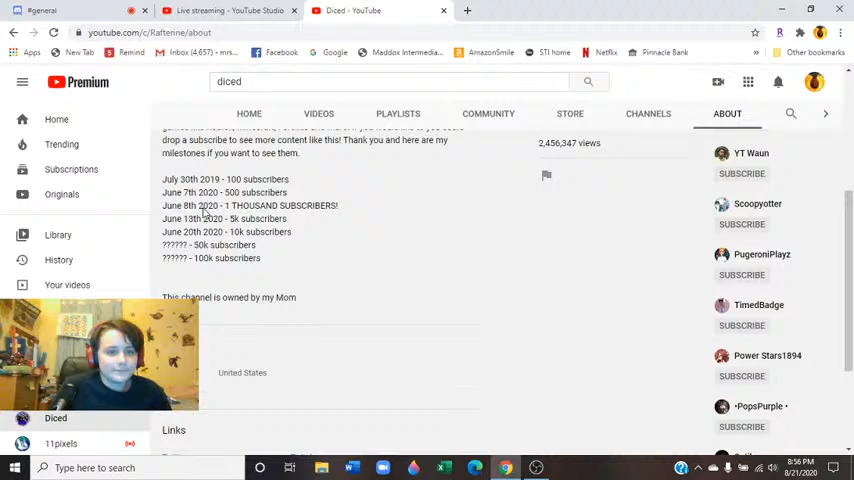 #general
Live streaming - YouTube Studio
Diced - YouTube
youtube.com/c/Rafterine/about
Apps
New Tab
Remind
Inbox (4,657) - mrs...
Facebook
Google
Maddox Intermedia...
AmazonSmile
STI home
Netflix
Pinnacle Bank
Other bookmarks
Premium
diced
HOME
VIDEOS
PLAYLISTS
COMMUNITY
STORE
CHANNELS
ABOUT
Home
Trending
Subscriptions
Originals
Library
History
Your videos
Diced
11pixels
drop a subscribe to see more content like this! Thank you and here are my
milestones if you want to see them.
July 30th 2019 - 100 subscribers
June 7th 2020 - 500 subscribers
June 8th 2020 - 1 THOUSAND SUBSCRIBERS!
June 13th 2020 - 5k subscribers
June 20th 2020 - 10k subscribers
?????? - 50k subscribers
?????? - 100k subscribers
This channel is owned by my Mom
United States
Links
2,456,347 views
YT Waun
SUBSCRIBE
Scoopyotter
SUBSCRIBE
PugeroniPlayz
SUBSCRIBE
TimedBadge
SUBSCRIBE
Power Stars1894
SUBSCRIBE
•PopsPurple •
SUBSCRIBE
Type here to search
8:56 PM
8/21/2020